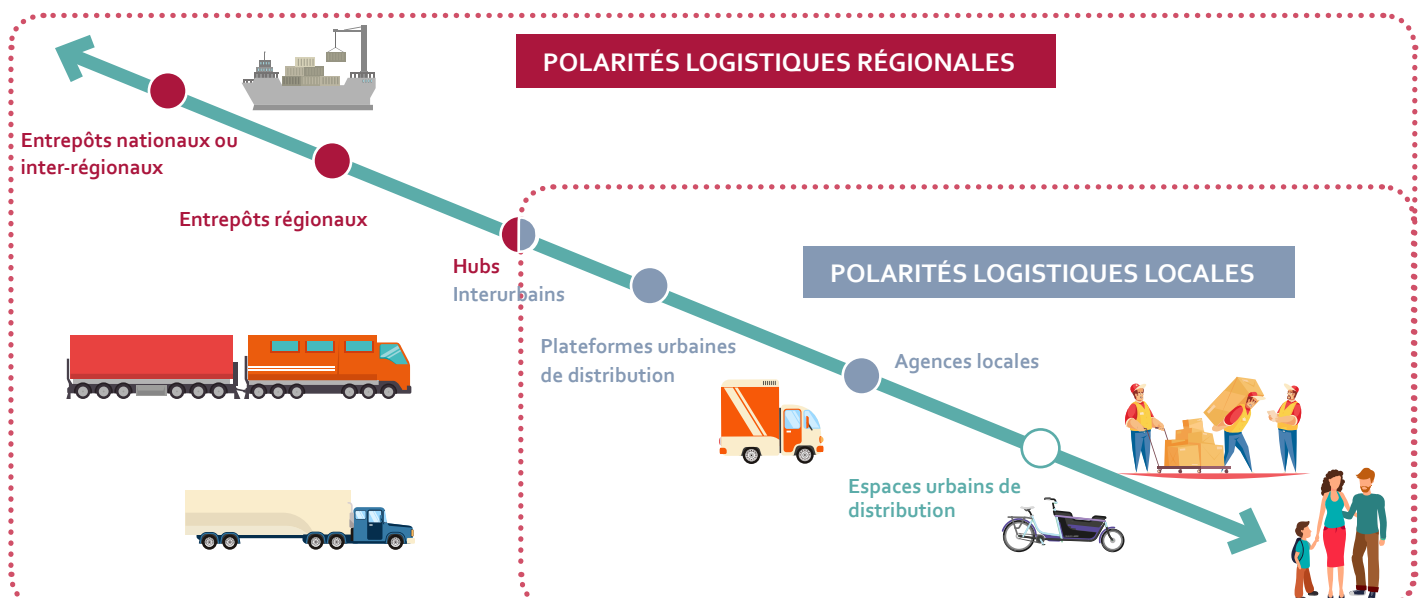 POLARITÉS LOGISTIQUES RÉGIONALES
Entrepôts nationaux ou
inter-régionaux
Entrepôts régionaux
Hubs
Interurbains
POLARITÉS LOGISTIQUES LOCALES
Plateformes urbaines
de distribution
Agences locales
Espaces urbains de
distribution